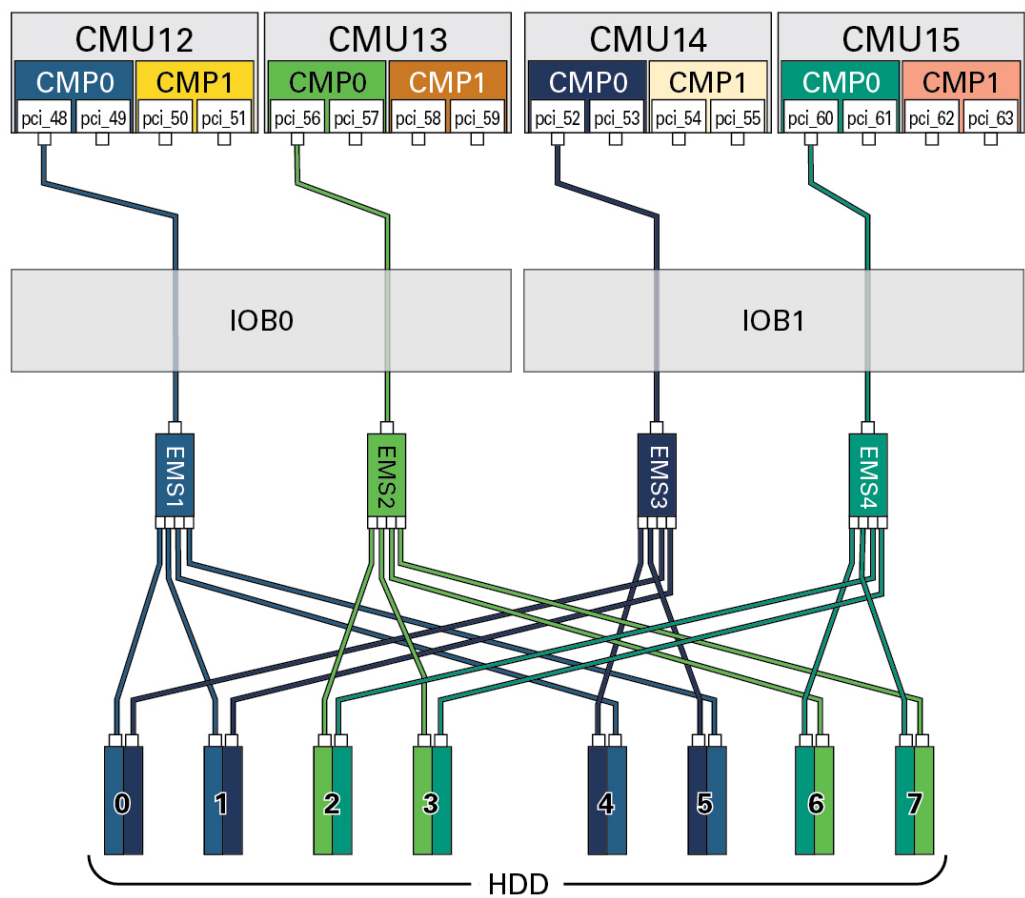 CMU12 CMU13 CMU14 CMU15
CMP0 CMP1 CMP0 CMP1 CMP0 CMP1 CMP0 CMP1
pci_48 pci_49 pci_50 pci_51 pci_56 pci_57 pci_58 pci_59 pci_52 pci_53 pci_54 pci_55 pci_60 pci_61 pci_62 pci_63
IOB0 IOB1
EMS1 EMS2 EMS3 EMS4
0 1 2 3 4 5 6 7
HDD